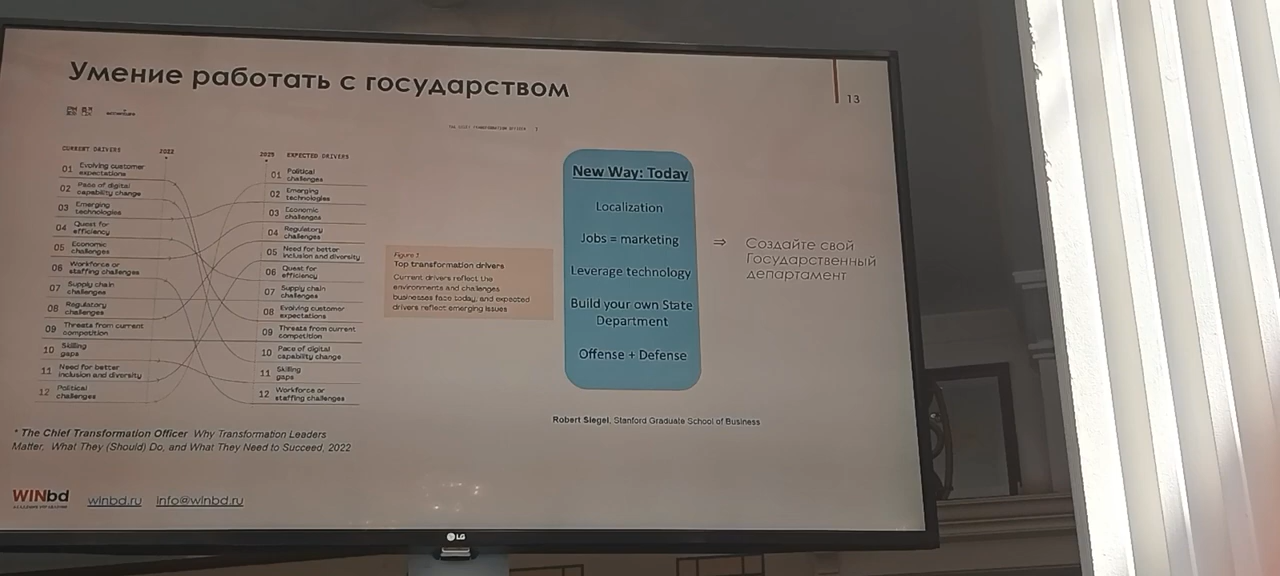 Умение работать с государством
13
accenture
THE CHIEF TRANSFORMATION OFFICER
CURRENT DRIVERS
2022
01 Evolving customer
expectations
02 Pace of digital
capability change
03 Emerging
technologies
04 Quest for
efficiency
05 Economic
challenges
06 Workforce or
staffing challenges
07 Supply chain
challenges
08 Regulatory
challenges
09 Threats from current
competition
10 Skilling
gaps
11 Need for better
inclusion and diversity
12 Political
challenges
2025
EXPECTED DRIVERS
01 Political
challenges
02 Emerging
technologies
03 Economic
challenges
04 Regulatory
challenges
05 Need for better
inclusion and diversity
06 Quest for
efficiency
07 Supply chain
challenges
08 Evolving customer
expectations
09 Threats from current
competition
10 Pace of digital
capability change
11 Skilling
gaps
12 Workforce or
staffing challenges
Figure 1
Top transformation drivers
Current drivers reflect the
environments and challenges
businesses face today, and expected
drivers reflect emerging issues
New Way: Today
Localization
Jobs = marketing
Leverage technology
Build your own State
Department
Offense + Defense
⇒ Создайте свой
Государственный
департамент
Robert Siegel, Stanford Graduate School of Business
* The Chief Transformation Officer Why Transformation Leaders
Matter, What They (Should) Do, and What They Need to Succeed, 2022
WINbd
winbd.ru info@winbd.ru
LG